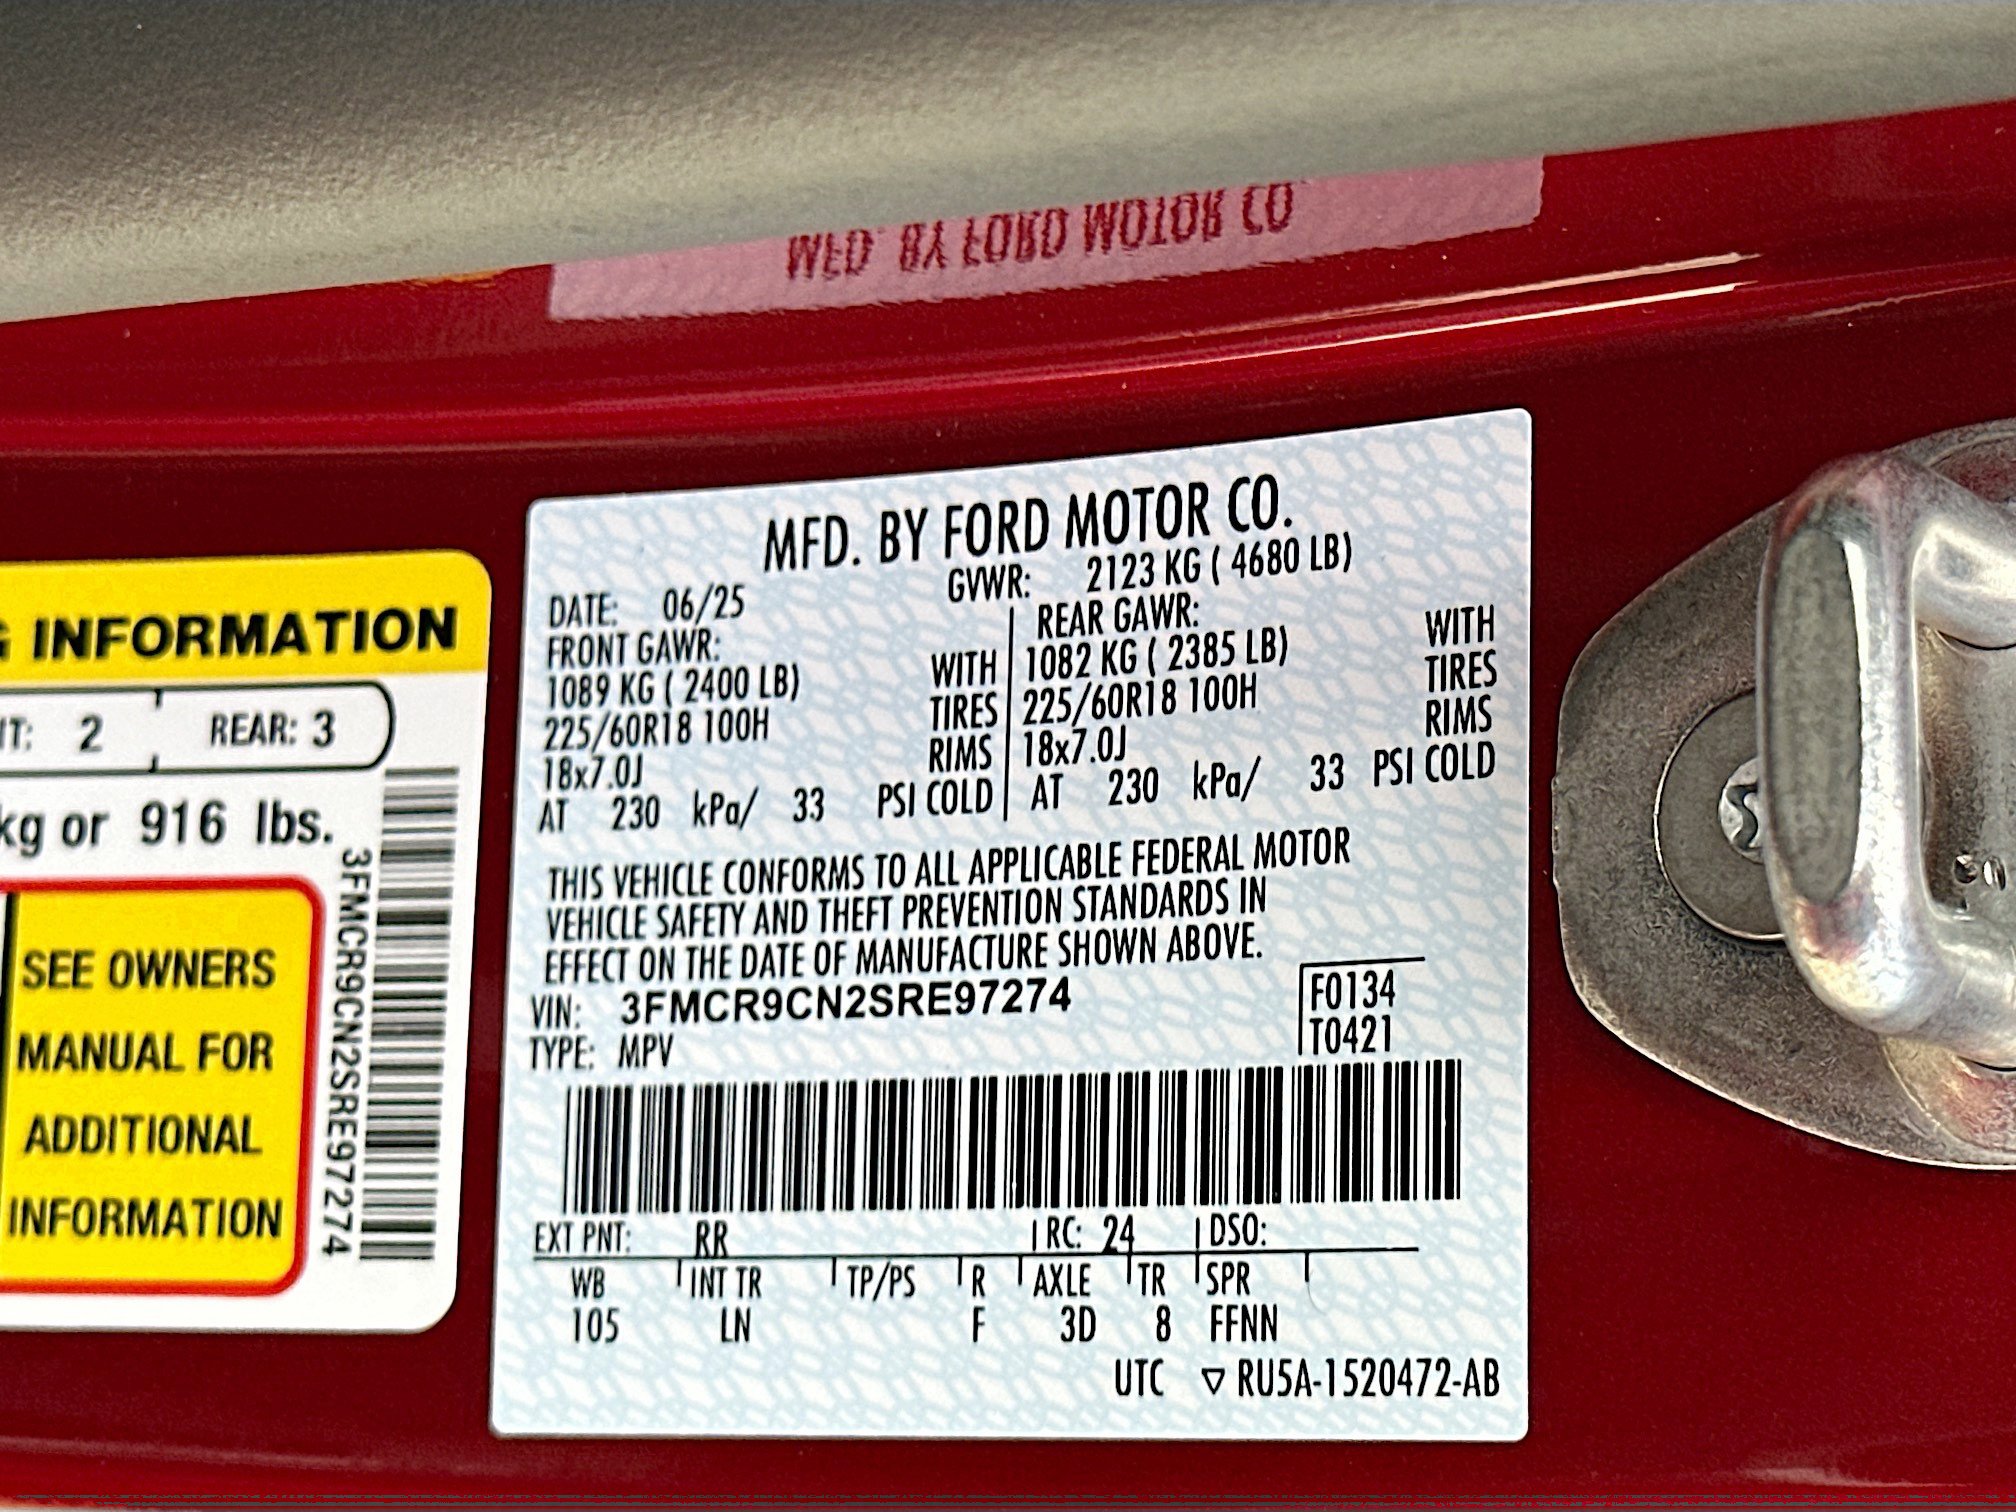 MFD. BY FORD MOTOR CO
INFORMATION
2 REAR: 3
kg or 916 lbs.
3FMCR9CN2SRE97274
SEE OWNERS
MANUAL FOR
ADDITIONAL
INFORMATION
MFD. BY FORD MOTOR CO.
DATE: 06/25 GVWR: 2123 KG ( 4680 LB)
FRONT GAWR: REAR GAWR:
1089 KG ( 2400 LB) WITH 1082 KG ( 2385 LB) WITH
225/60R18 100H TIRES 225/60R18 100H TIRES
18x7.0J RIMS 18x7.0J RIMS
AT 230 kPa/ 33 PSI COLD AT 230 kPa/ 33 PSI COLD
THIS VEHICLE CONFORMS TO ALL APPLICABLE FEDERAL MOTOR
VEHICLE SAFETY AND THEFT PREVENTION STANDARDS IN
EFFECT ON THE DATE OF MANUFACTURE SHOWN ABOVE.
VIN: 3FMCR9CN2SRE97274 F0134
TYPE: MPV T0421
EXT PNT: RR RC: 24 DSO:
WB INT TR TP/PS R AXLE TR SPR
105 LN F 3D 8 FFNN
UTC ▽ RU5A-1520472-AB